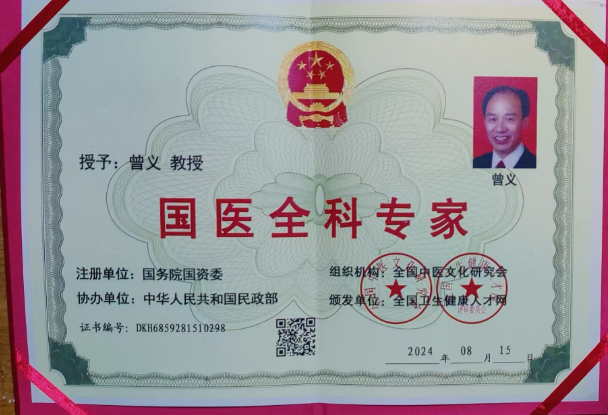 授予：曾义 教授
曾义
国医全科专家
注册单位：国务院国资委
组织机构：全国中医文化研究会
协办单位：中华人民共和国民政部
颁发单位：全国卫生健康人才网
证书编号：DKH6859281510298
2024 年 08 月 15 日